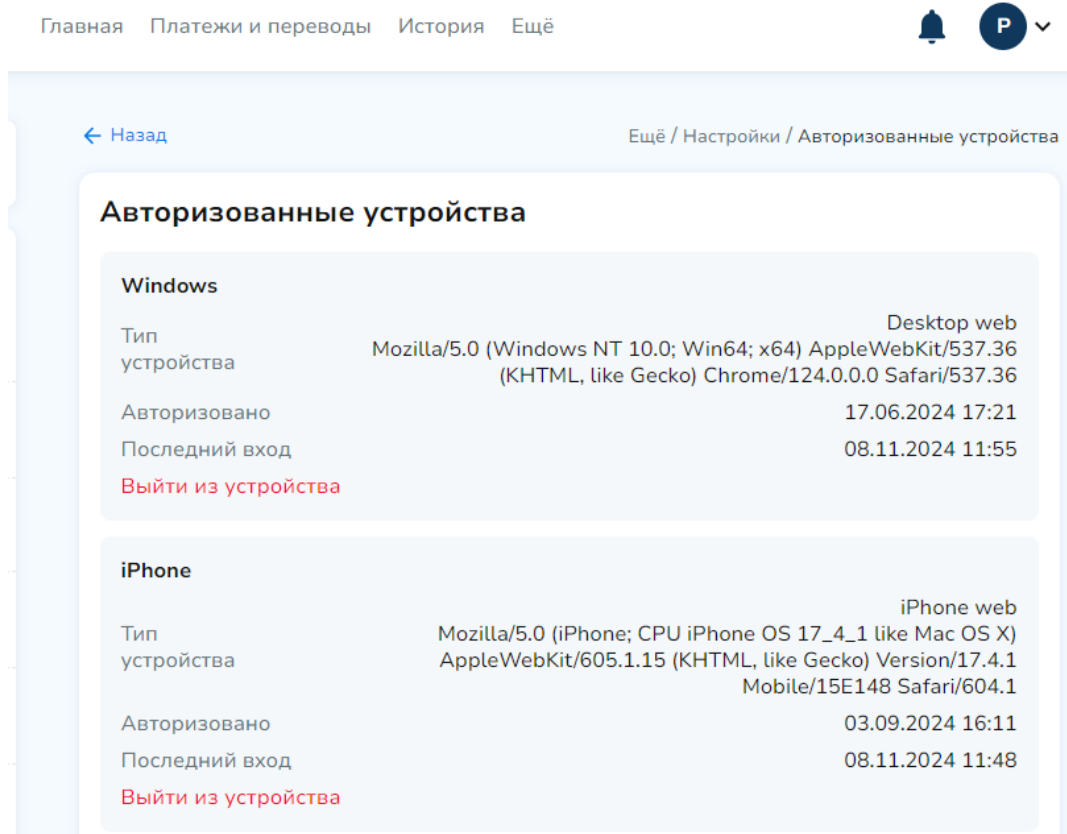 Главная Платежи и переводы История Ещё
P
← Назад
Ещё / Настройки / Авторизованные устройства
Авторизованные устройства
Windows
Тип устройства
Desktop web
Mozilla/5.0 (Windows NT 10.0; Win64; x64) AppleWebKit/537.36
(KHTML, like Gecko) Chrome/124.0.0.0 Safari/537.36
Авторизовано 17.06.2024 17:21
Последний вход 08.11.2024 11:55
Выйти из устройства
iPhone
Тип устройства
iPhone web
Mozilla/5.0 (iPhone; CPU iPhone OS 17_4_1 like Mac OS X)
AppleWebKit/605.1.15 (KHTML, like Gecko) Version/17.4.1
Mobile/15E148 Safari/604.1
Авторизовано 03.09.2024 16:11
Последний вход 08.11.2024 11:48
Выйти из устройства